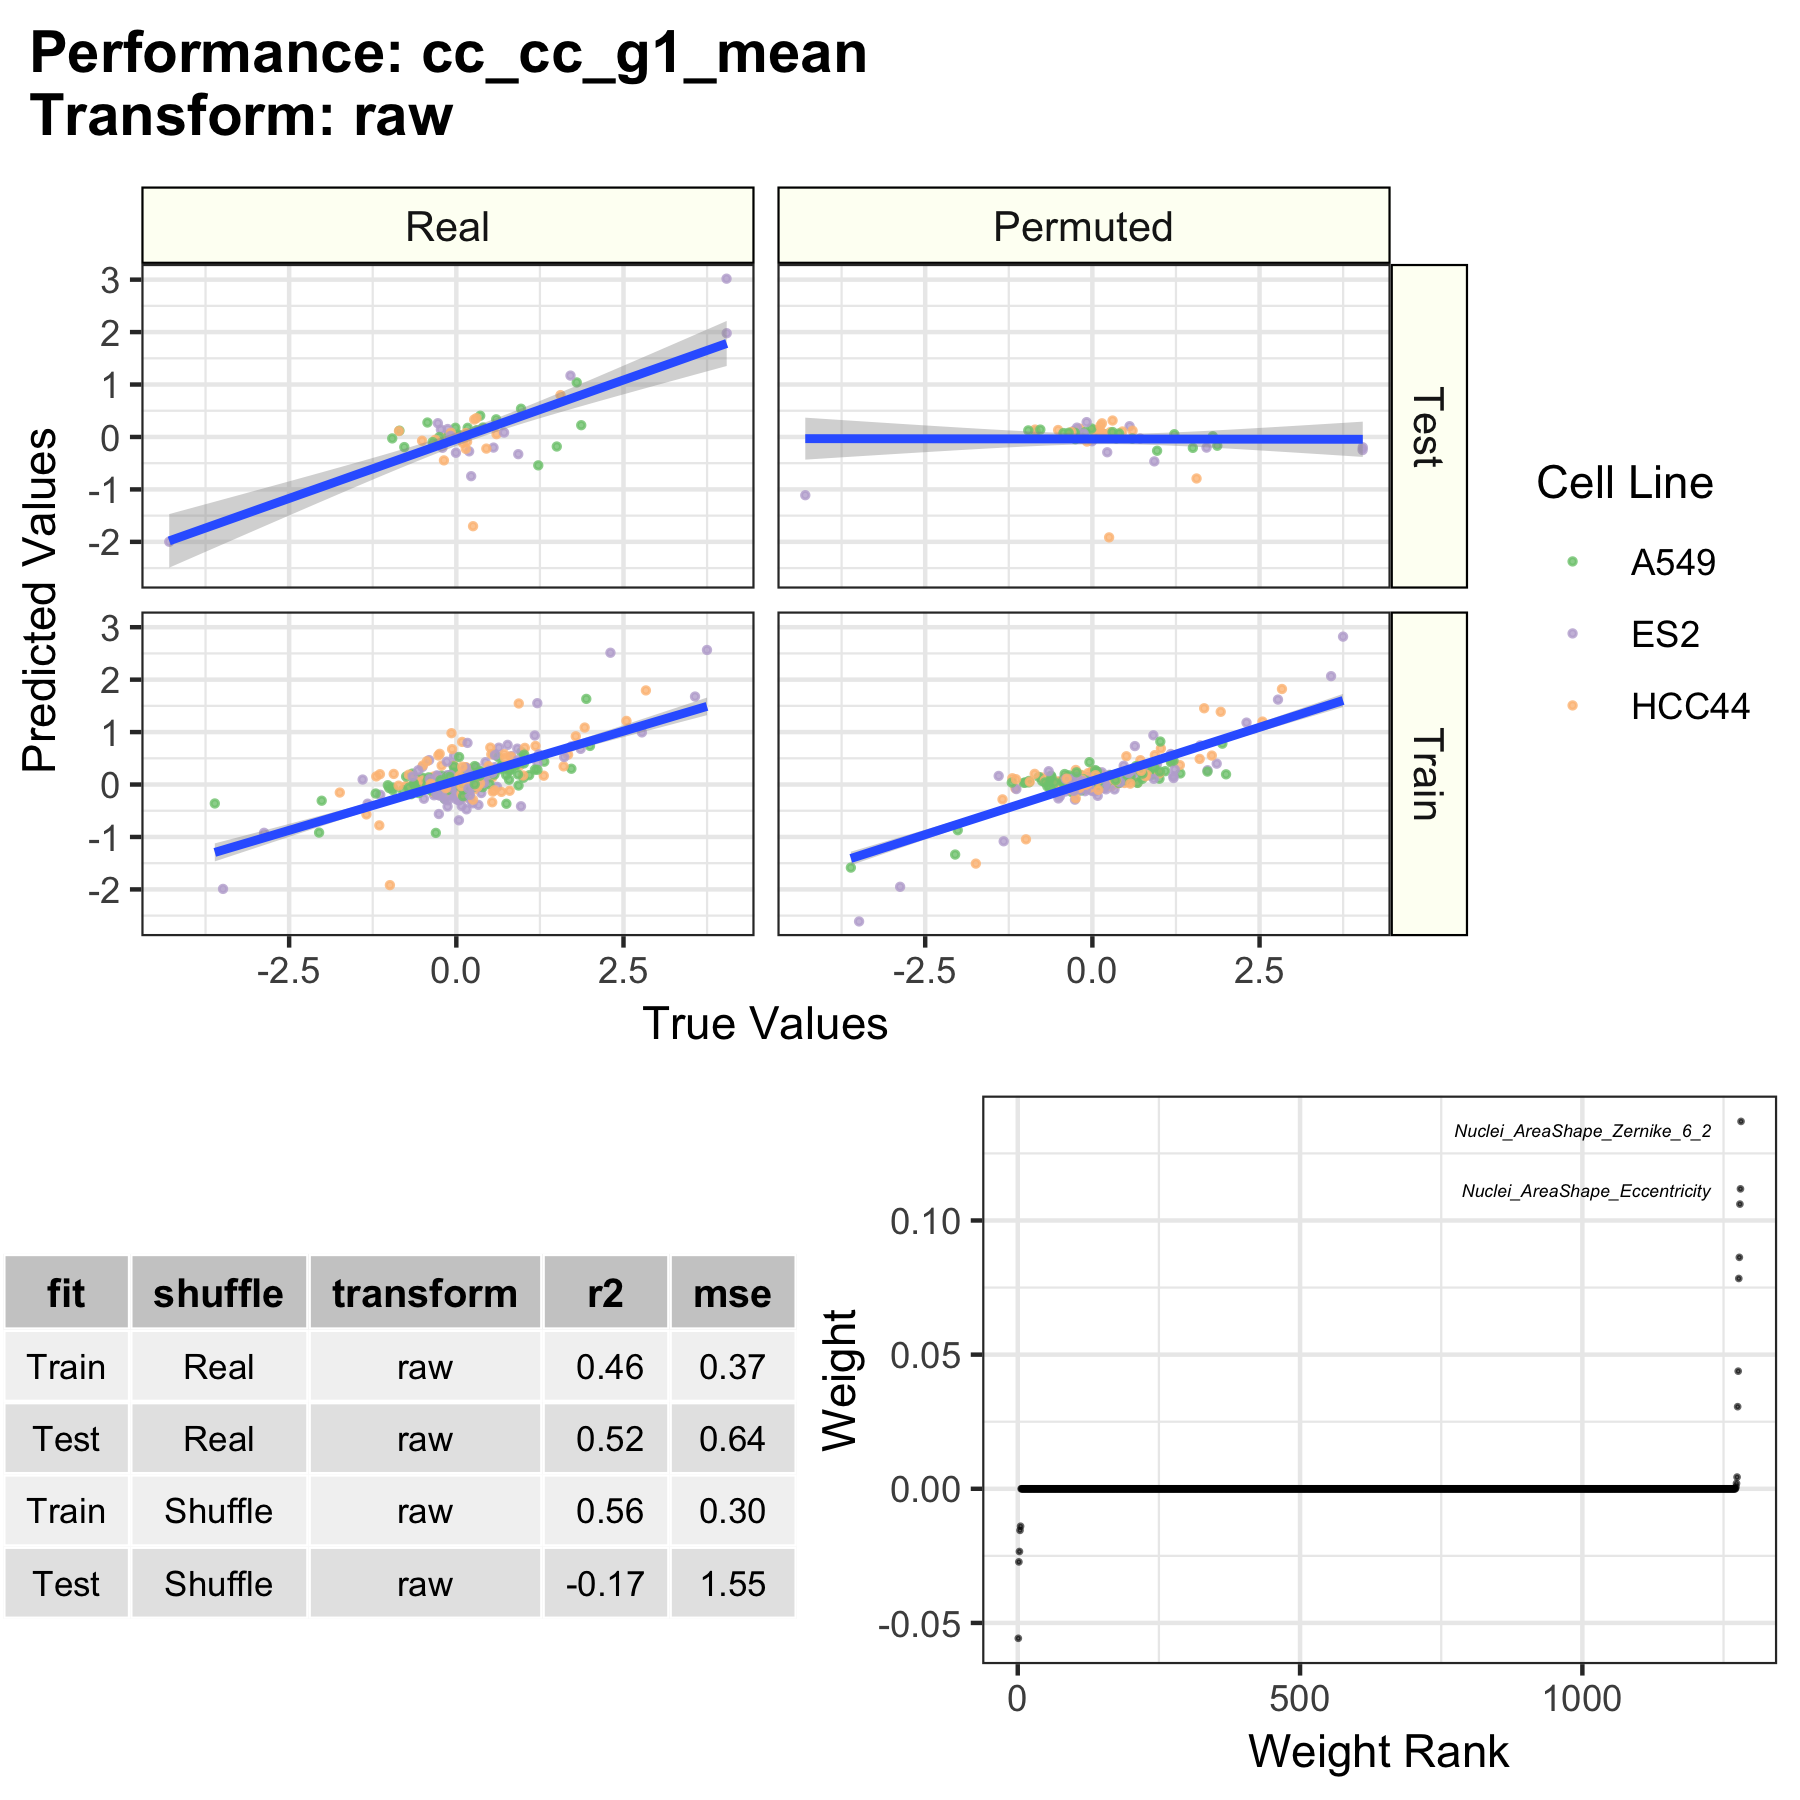 Performance: cc_cc_g1_mean
Transform: raw
Real
Permuted
3
2
1
0
-1
-2
Test
3
2
1
0
-1
-2
Train
Predicted Values
-2.5
0.0
2.5
-2.5
0.0
2.5
True Values
Cell Line
A549
ES2
HCC44
fit shuffle transform r2 mse
Train Real raw 0.46 0.37
Test Real raw 0.52 0.64
Train Shuffle raw 0.56 0.30
Test Shuffle raw -0.17 1.55
Nuclei_AreaShape_Zernike_6_2
Nuclei_AreaShape_Eccentricity
0.10
0.05
0.00
-0.05
Weight
0
500
1000
Weight Rank